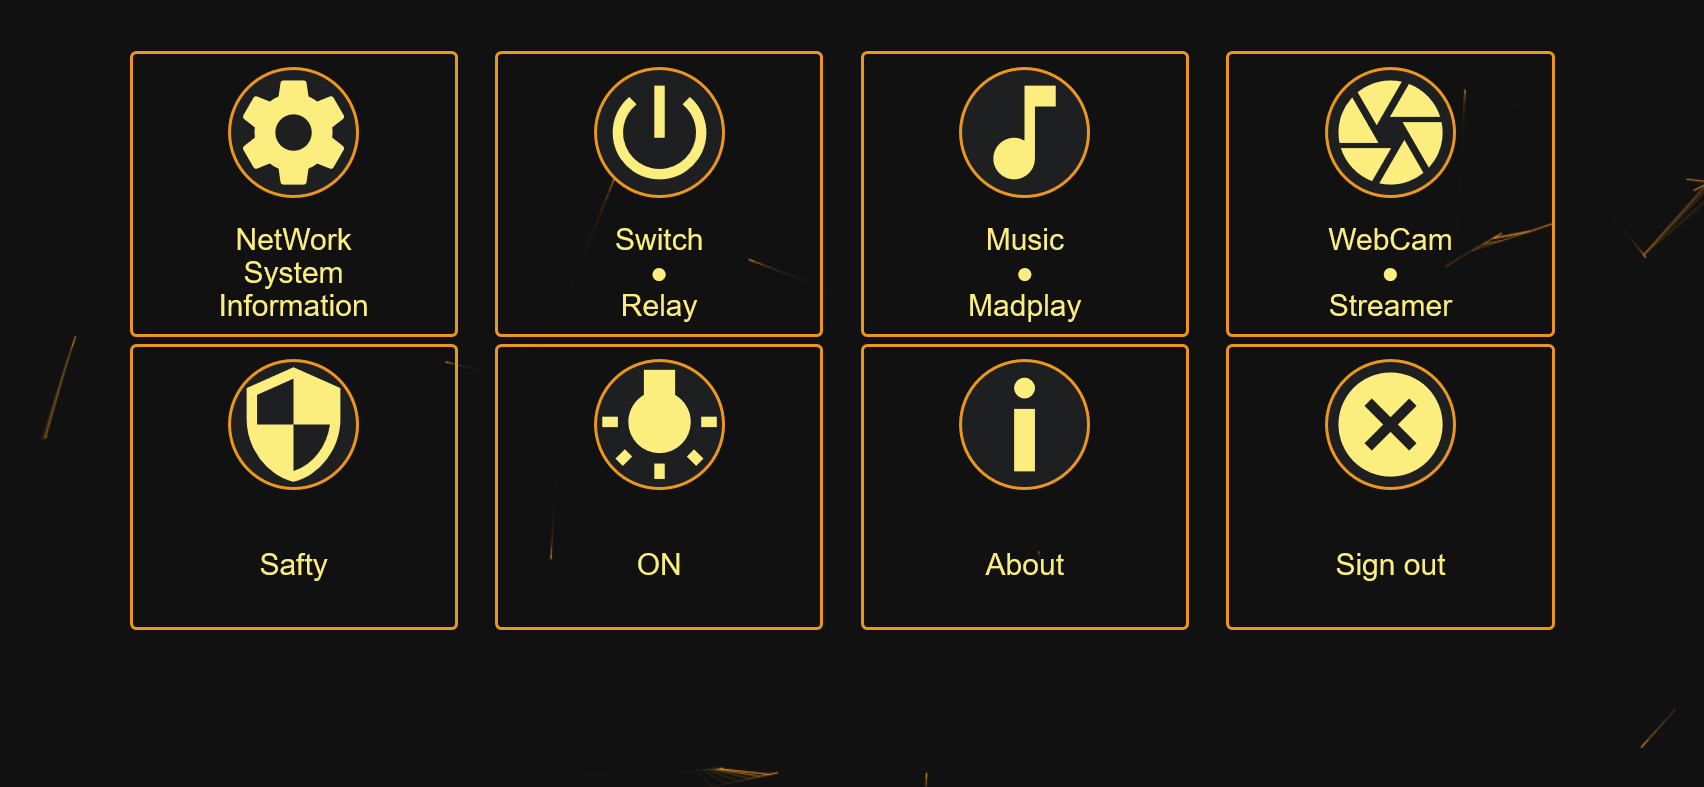 NetWork
System
Information
Switch
●
Relay
Music
●
Madplay
WebCam
●
Streamer
Safty
ON
About
Sign out